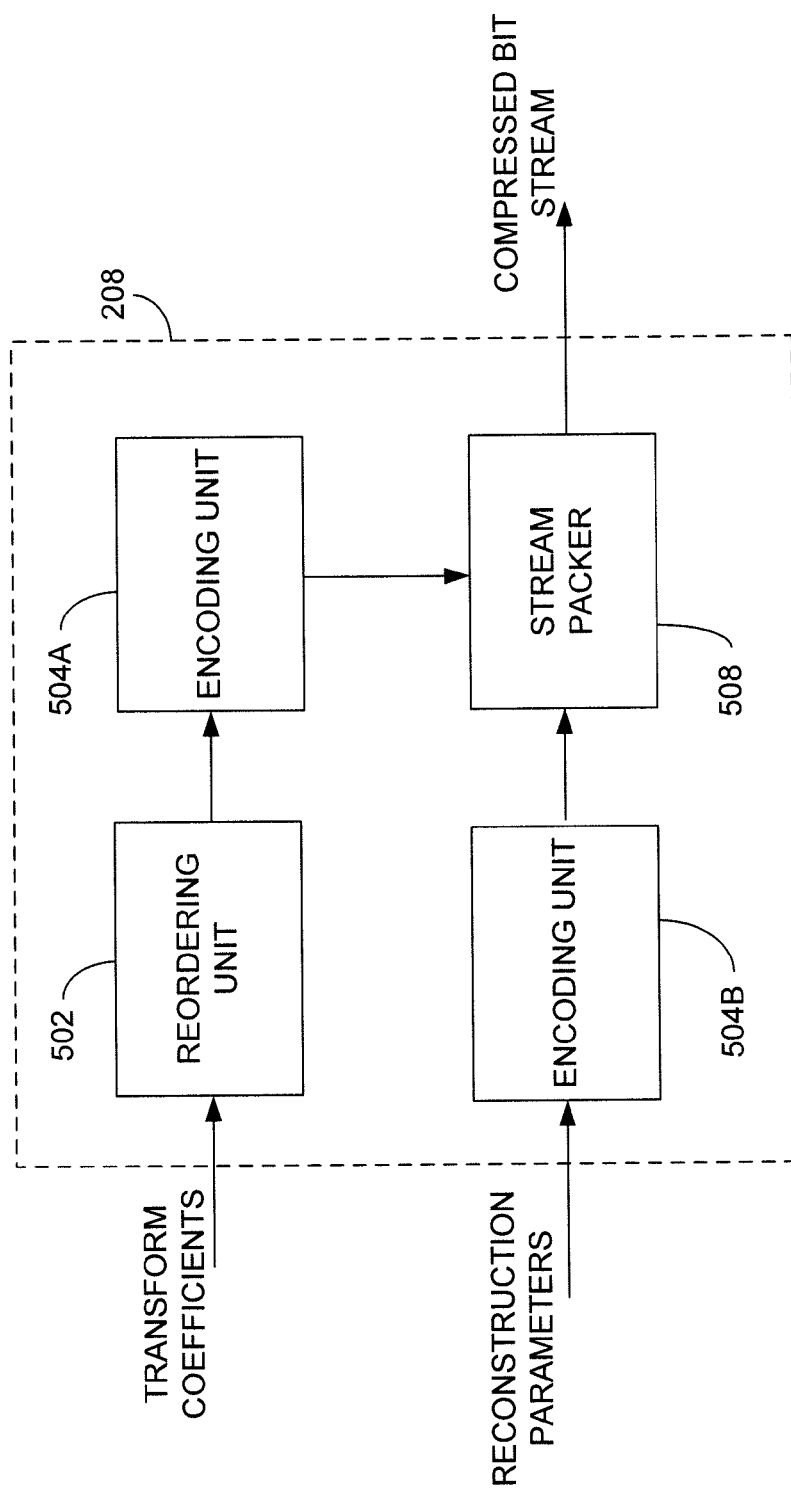 208
502
504A
TRANSFORM
COEFFICIENTS
REORDERING
UNIT
ENCODING UNIT
RECONSTRUCTION
PARAMETERS
ENCODING UNIT
STREAM
PACKER
COMPRESSED BIT
STREAM
504B
508